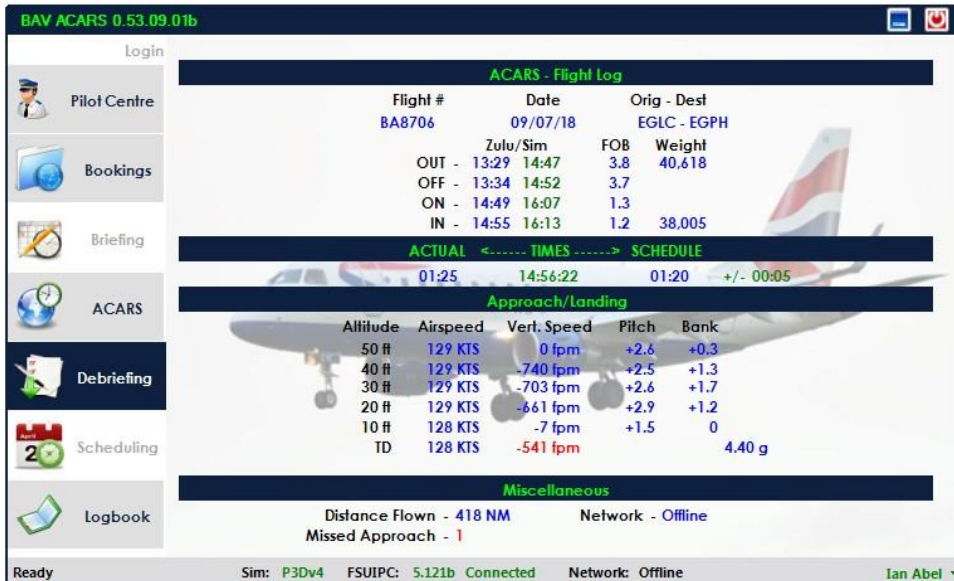 BAV ACARS 0.53.09.01b
Login
Pilot Centre
Bookings
Briefing
ACARS
Debriefing
April
2
Scheduling
Logbook
ACARS - Flight Log
Flight # Date Orig - Dest
BA8706 09/07/18 EGLC - EGPH
Zulu/Sim FOB Weight
OUT - 13:29 14:47 3.8 40,618
OFF - 13:34 14:52 3.7
ON - 14:49 16:07 1.3
IN - 14:55 16:13 1.2 38,005
ACTUAL <------ TIMES ------> SCHEDULE
01:25 14:56:22 01:20 +/- 00:05
Approach/Landing
Altitude Airspeed Vert. Speed Pitch Bank
50 ft 129 KTS 0 fpm +2.6 +0.3
40 ft 129 KTS -740 fpm +2.5 +1.3
30 ft 129 KTS -703 fpm +2.6 +1.7
20 ft 129 KTS -661 fpm +2.9 +1.2
10 ft 128 KTS -7 fpm +1.5 0
TD 128 KTS -541 fpm 4.40 g
Miscellaneous
Distance Flown - 418 NM Network - Offline
Missed Approach - 1
Ready Sim: P3Dv4 FSUIPC: 5.121b Connected Network: Offline Ian Abel